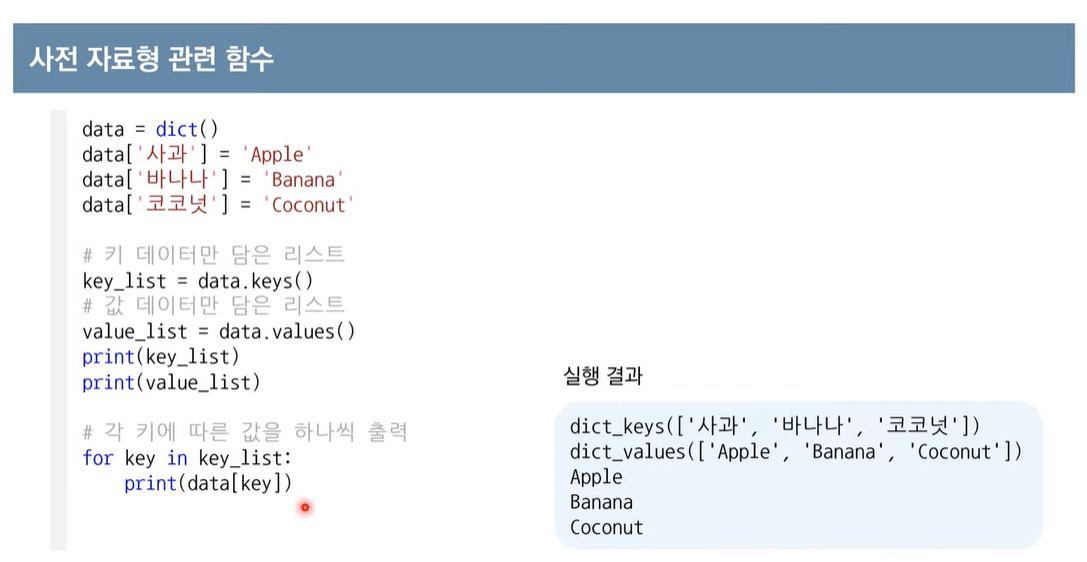 사전 자료형 관련 함수
data = dict()
data['사과'] = 'Apple'
data['바나나'] = 'Banana'
data['코코넛'] = 'Coconut'
# 키 데이터만 담은 리스트
key_list = data.keys()
# 값 데이터만 담은 리스트
value_list = data.values()
print(key_list)
print(value_list)
# 각 키에 따른 값을 하나씩 출력
for key in key_list:
    print(data[key])
실행 결과
dict_keys(['사과', '바나나', '코코넛'])
dict_values(['Apple', 'Banana', 'Coconut'])
Apple
Banana
Coconut